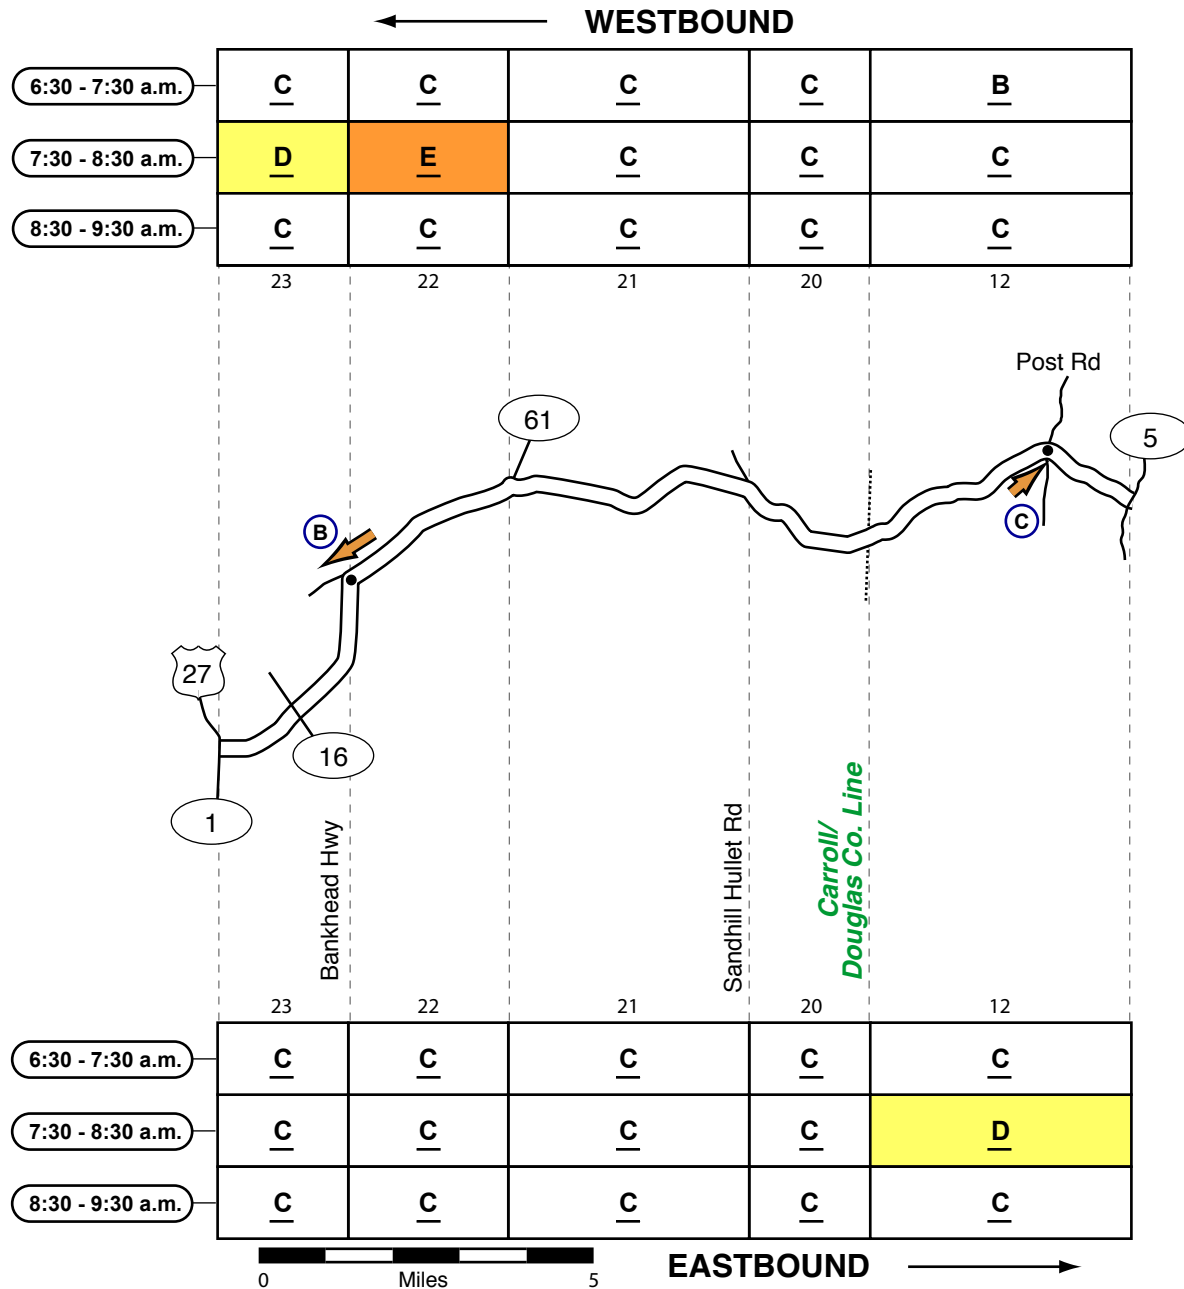 WESTBOUND
6:30 - 7:30 a.m. C C C C B
7:30 - 8:30 a.m. D E C C C
8:30 - 9:30 a.m. C C C C C
23 22 21 20 12
Post Rd
61
5
B
C
27
16
1
Bankhead Hwy
Sandhill Hullet Rd
Carroll/
Douglas Co. Line
23 22 21 20 12
6:30 - 7:30 a.m. C C C C C
7:30 - 8:30 a.m. C C C C D
8:30 - 9:30 a.m. C C C C C
0 Miles 5
EASTBOUND